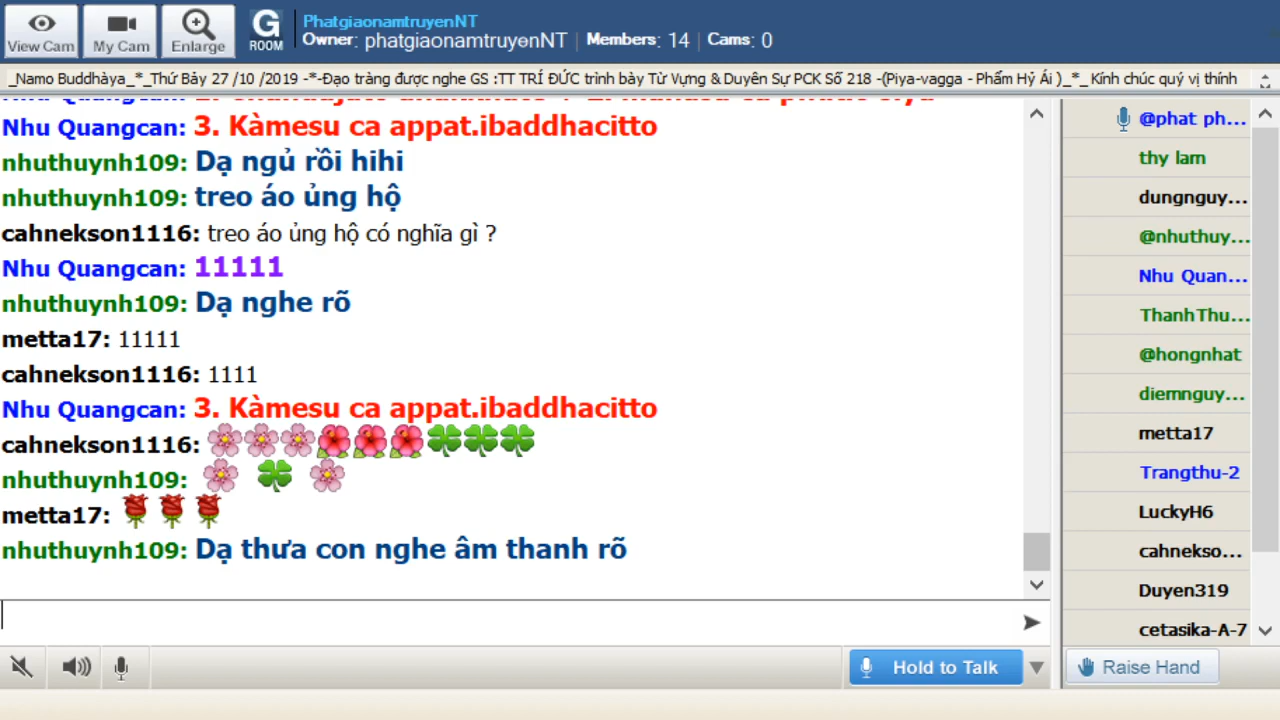 View Cam
My Cam
Enlarge
G ROOM
PhatgiaonamtruyenNT
Owner: phatgiaonamtruyenNT | Members: 14 | Cams: 0
_Namo Buddhàya_*_Thứ Bảy 27 /10 /2019 -*-Đạo tràng được nghe GS :TT TRÍ ĐỨC trình bày Từ Vựng & Duyên Sự PCK Số 218 -(Piya-vagga - Phẩm Hỷ Ái )_*_ Kính chúc quý vị thính
Nhu Quangcan: 3. Kàmesu ca appat.ibaddhacitto
nhuthuynh109: Dạ ngủ rồi hihi
nhuthuynh109: treo áo ủng hộ
cahnekson1116: treo áo ủng hộ có nghĩa gì ?
Nhu Quangcan: 11111
nhuthuynh109: Dạ nghe rõ
metta17: 11111
cahnekson1116: 1111
Nhu Quangcan: 3. Kàmesu ca appat.ibaddhacitto
cahnekson1116:
nhuthuynh109:
metta17:
nhuthuynh109: Dạ thưa con nghe âm thanh rõ
Hold to Talk
@phat ph...
thy lam
dungnguy...
@nhuthuy...
Nhu Quan...
ThanhThu...
@hongnhat
diemnguy...
metta17
Trangthu-2
LuckyH6
cahnekso...
Duyen319
cetasika-A-7
Raise Hand